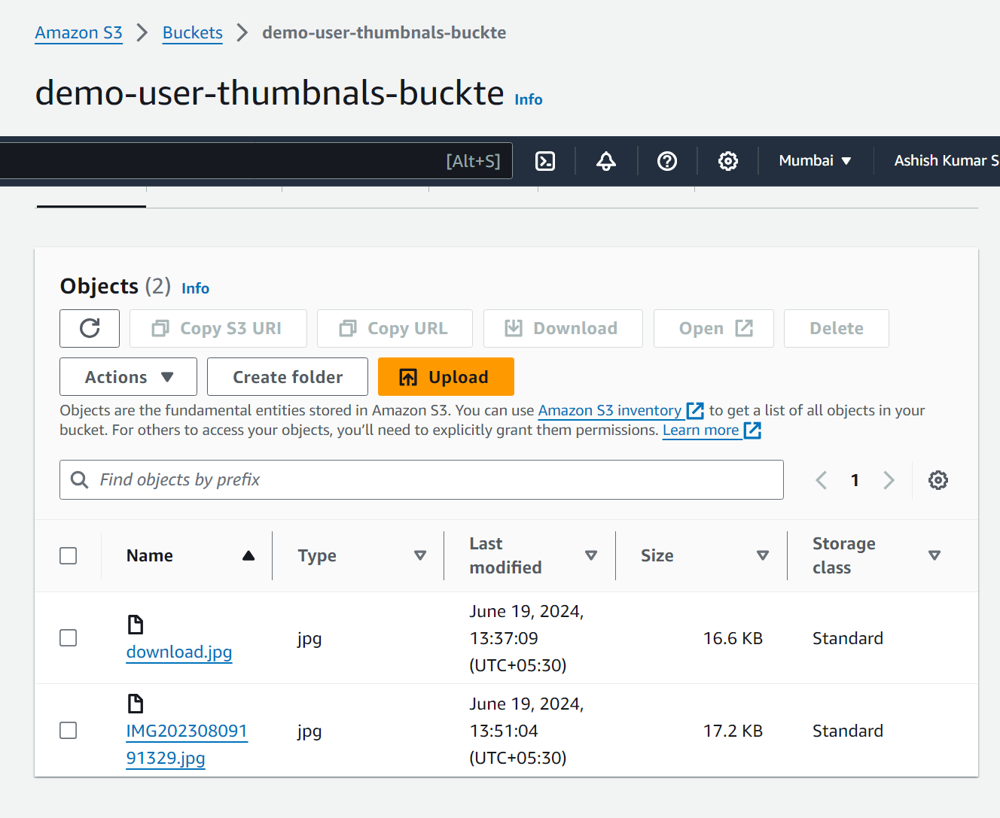 Amazon S3 > Buckets > demo-user-thumbnals-buckte
demo-user-thumbnals-buckte Info
[Alt+S] Mumbai Ashish Kumar S
Objects (2) Info
Copy S3 URI Copy URL Download Open Delete
Actions Create folder Upload
Objects are the fundamental entities stored in Amazon S3. You can use Amazon S3 inventory to get a list of all objects in your
bucket. For others to access your objects, you'll need to explicitly grant them permissions. Learn more
Find objects by prefix 1
Name Type Last modified Size Storage class
download.jpg jpg June 19, 2024, 13:37:09 (UTC+05:30) 16.6 KB Standard
IMG20230809191329.jpg jpg June 19, 2024, 13:51:04 (UTC+05:30) 17.2 KB Standard